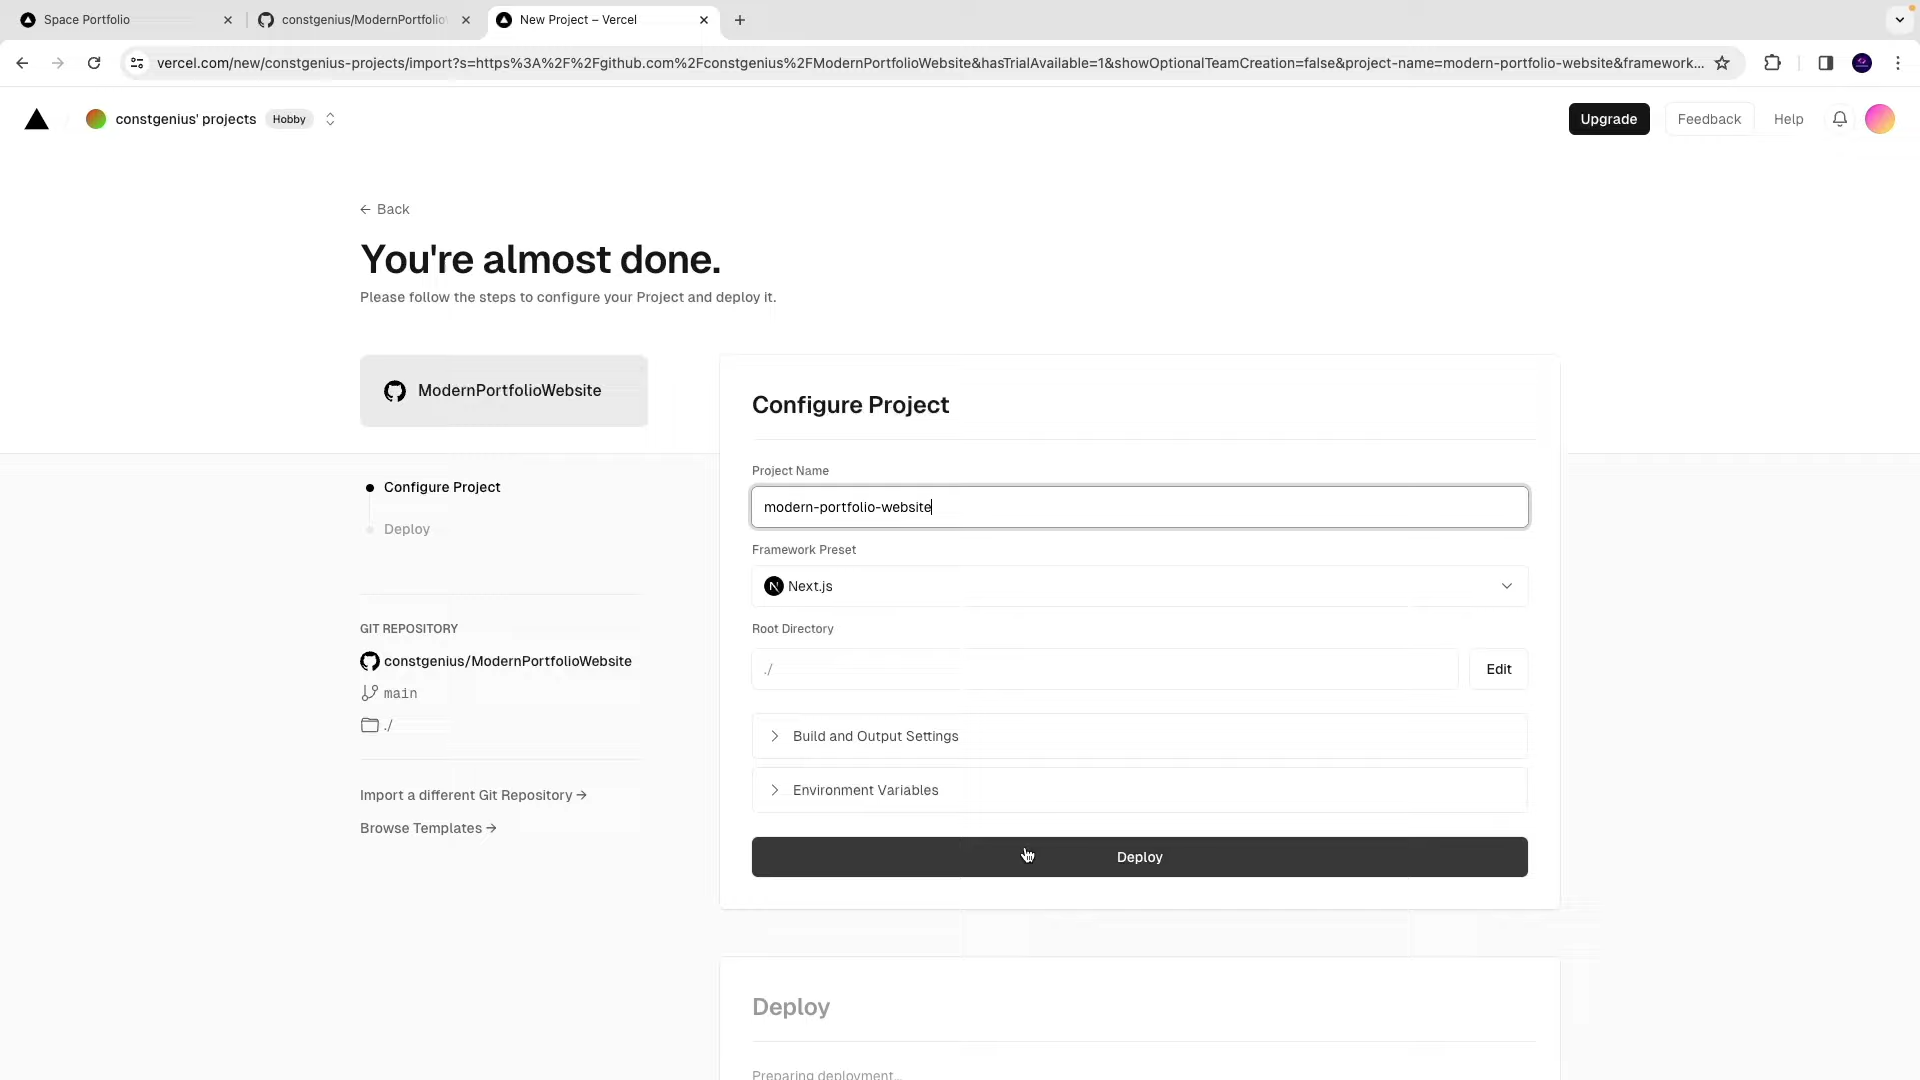 Space Portfolio
constgenius/ModernPortfolio
New Project – Vercel
vercel.com/new/constgenius-projects/import?s=https%3A%2F%2Fgithub.com%2Fconstgenius%2FModernPortfolioWebsite&hasTrialAvailable=1&showOptionalTeamCreation=false&project-name=modern-portfolio-website&framework...
constgenius' projects Hobby
Upgrade
Feedback
Help
← Back
You're almost done.
Please follow the steps to configure your Project and deploy it.
ModernPortfolioWebsite
Configure Project
Deploy
GIT REPOSITORY
constgenius/ModernPortfolioWebsite
main
./
Import a different Git Repository →
Browse Templates →
Configure Project
Project Name
modern-portfolio-website
Framework Preset
N Next.js
Root Directory
./
Edit
Build and Output Settings
Environment Variables
Deploy
Deploy
Preparing deployment...